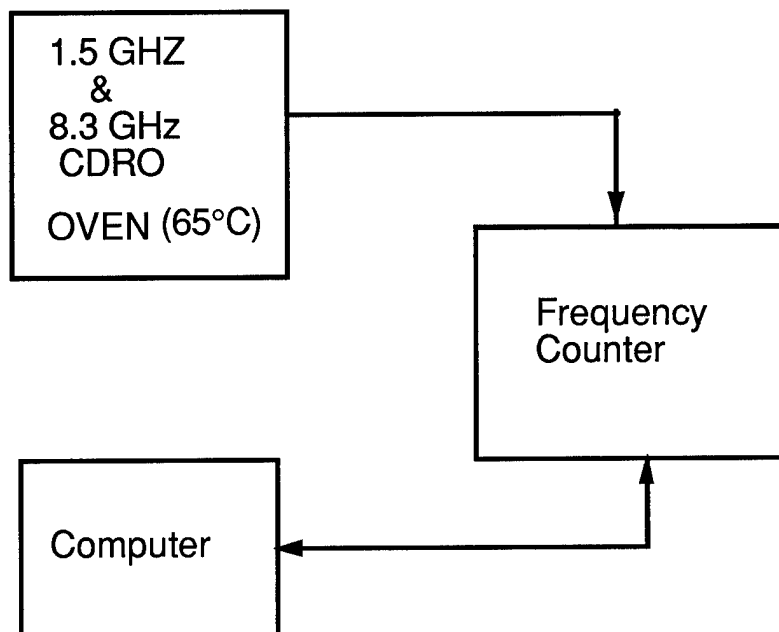 1.5 GHZ
&
8.3 GHz
CDRO
OVEN (65°C)
Frequency
Counter
Computer